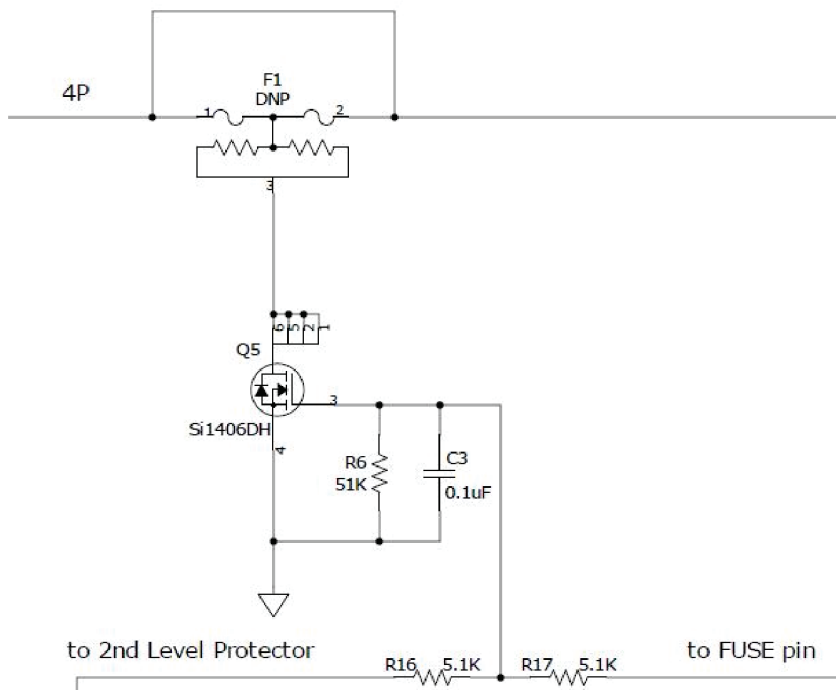 F1
4P
DNP
1
2
3
6 5 2 1
Q5
3
Si1406DH
4
R6
51K
C3
0.1uF
to 2nd Level Protector
R16 5.1K
R17 5.1K
to FUSE pin